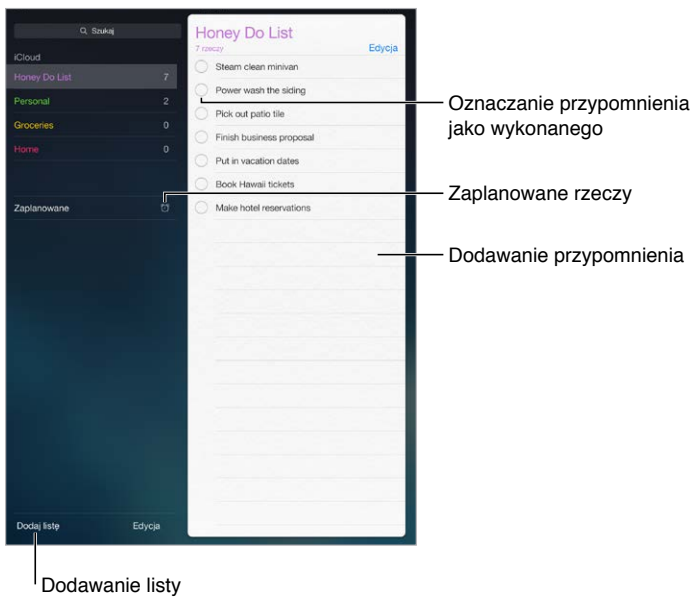 Szukaj
iCloud
Honey Do List 7
Personal 2
Groceries 0
Home 0
Zaplanowane
Dodaj listę Edycja
Honey Do List
7 rzeczy Edycja
Steam clean minivan
Power wash the siding
Pick out patio tile
Finish business proposal
Put in vacation dates
Book Hawaii tickets
Make hotel reservations
Oznaczanie przypomnienia
jako wykonanego
Zaplanowane rzeczy
Dodawanie przypomnienia
Dodawanie listy